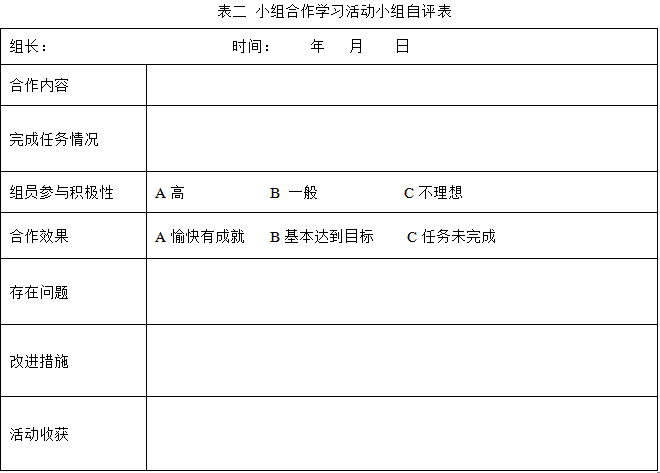 表二 小组合作学习活动小组自评表
组长： 时间： 年 月 日
合作内容
完成任务情况
组员参与积极性 A 高 B 一般 C 不理想
合作效果 A 愉快有成就 B 基本达到目标 C 任务未完成
存在问题
改进措施
活动收获